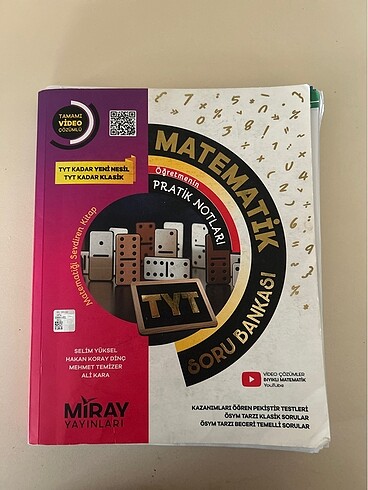 TAMAMI
VİDEO
ÇÖZÜMLÜ
TYT KADAR YENİ NESİL
TYT KADAR KLASİK
MATEMATİK
Öğretmenin
PRATİK NOTLARI
Matematiği Sevdiren Kitap
TYT
SORU BANKASI
SELİM YÜKSEL
HAKAN KORAY DİNÇ
MEHMET TEMİZER
ALİ KARA
VİDEO ÇÖZÜMLER
BIYIKLI MATEMATİK
YouTube
MİRAY
YAYINLARI
KAZANIMLARI ÖĞREN PEKİŞTİR TESTLERİ
ÖSYM TARZI KLASİK SORULAR
ÖSYM TARZI BECERİ TEMELLİ SORULAR